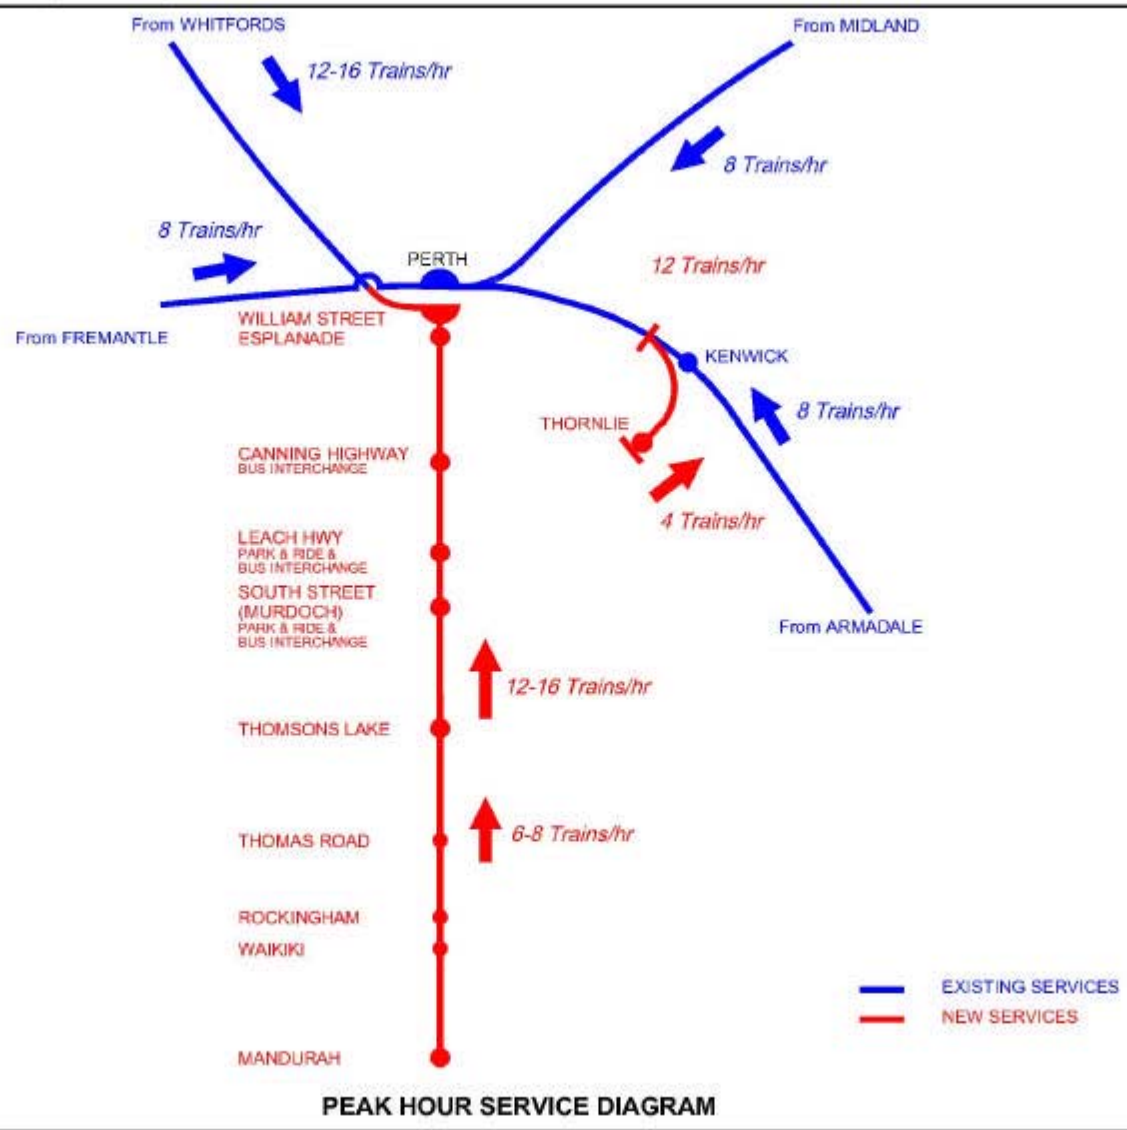 From WHITFORDS
From MIDLAND
12-16 Trains/hr
8 Trains/hr
8 Trains/hr
PERTH
12 Trains/hr
WILLIAM STREET
From FREMANTLE
ESPLANADE
KENWICK
8 Trains/hr
THORNLIE
CANNING HIGHWAY
BUS INTERCHANGE
4 Trains/hr
LEACH HWY
PARK & RIDE &
BUS INTERCHANGE
SOUTH STREET
(MURDOCH)
PARK & RIDE &
BUS INTERCHANGE
From ARMADALE
12-16 Trains/hr
THOMSONS LAKE
6-8 Trains/hr
THOMAS ROAD
ROCKINGHAM
WAIKIKI
EXISTING SERVICES
NEW SERVICES
MANDURAH
PEAK HOUR SERVICE DIAGRAM